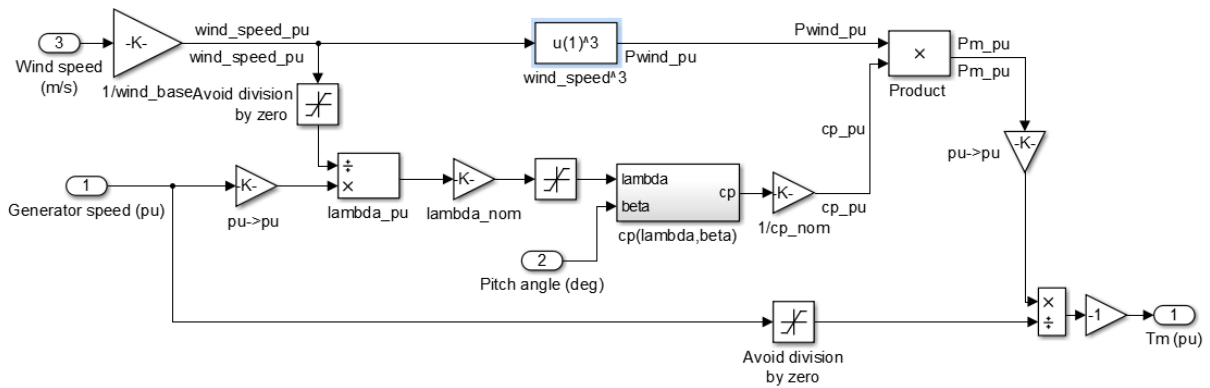 3
Wind speed
(m/s)
-K-
1/wind_base
wind_speed_pu
wind_speed_pu
Avoid division
by zero
u(1)^3
wind_speed^3
Pwind_pu
Pwind_pu
×
Product
Pm_pu
Pm_pu
cp_pu
-K-
pu->pu
1
Generator speed (pu)
-K-
pu->pu
÷
×
lambda_pu
-K-
lambda_nom
lambda
beta
cp
cp(lambda,beta)
-K-
1/cp_nom
cp_pu
2
Pitch angle (deg)
Avoid division
by zero
×
÷
-1
1
Tm (pu)